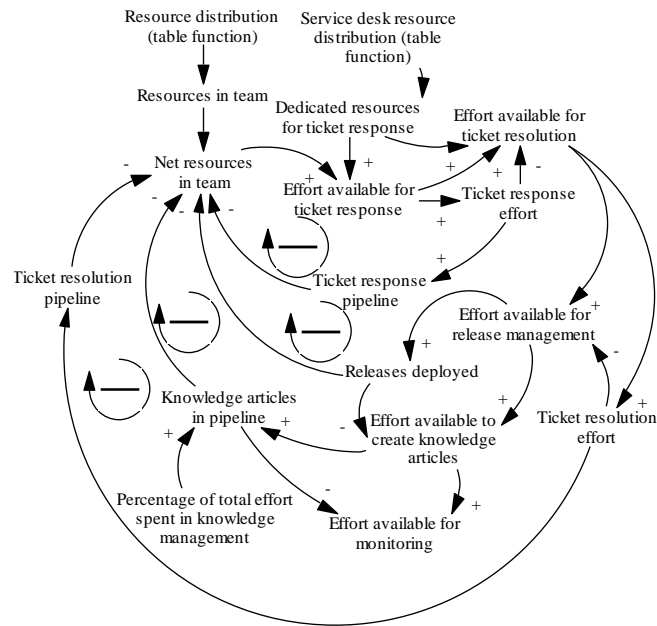 Resource distribution
(table function)
Service desk resource
distribution (table
function)
Resources in team
Dedicated resources
for ticket response
Effort available for
ticket resolution
Net resources
in team
-
+
+
+
-
Effort available for
ticket response
Ticket response
effort
-
-
-
+
+
Ticket resolution
pipeline
Ticket response
pipeline
Effort available for
release management
+
+
-
Releases deployed
Knowledge articles
in pipeline
+
+
-
+
+
Effort available to
create knowledge
articles
Ticket resolution
effort
Percentage of total effort
spent in knowledge
management
-
+
Effort available for
monitoring